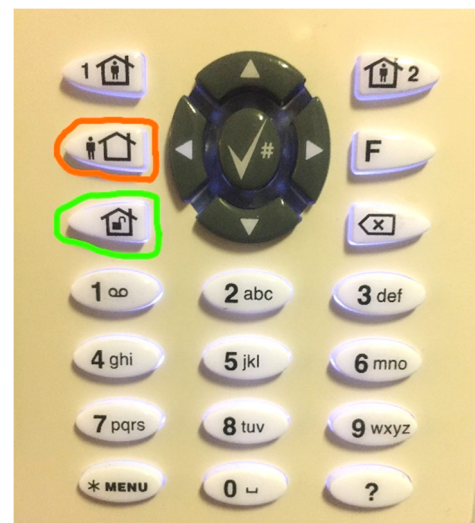 1 2
#
F
1 2 abc 3 def
4 ghi 5 jkl 6 mno
7 pqrs 8 tuv 9 wxyz
* MENU 0 ⎵ ?